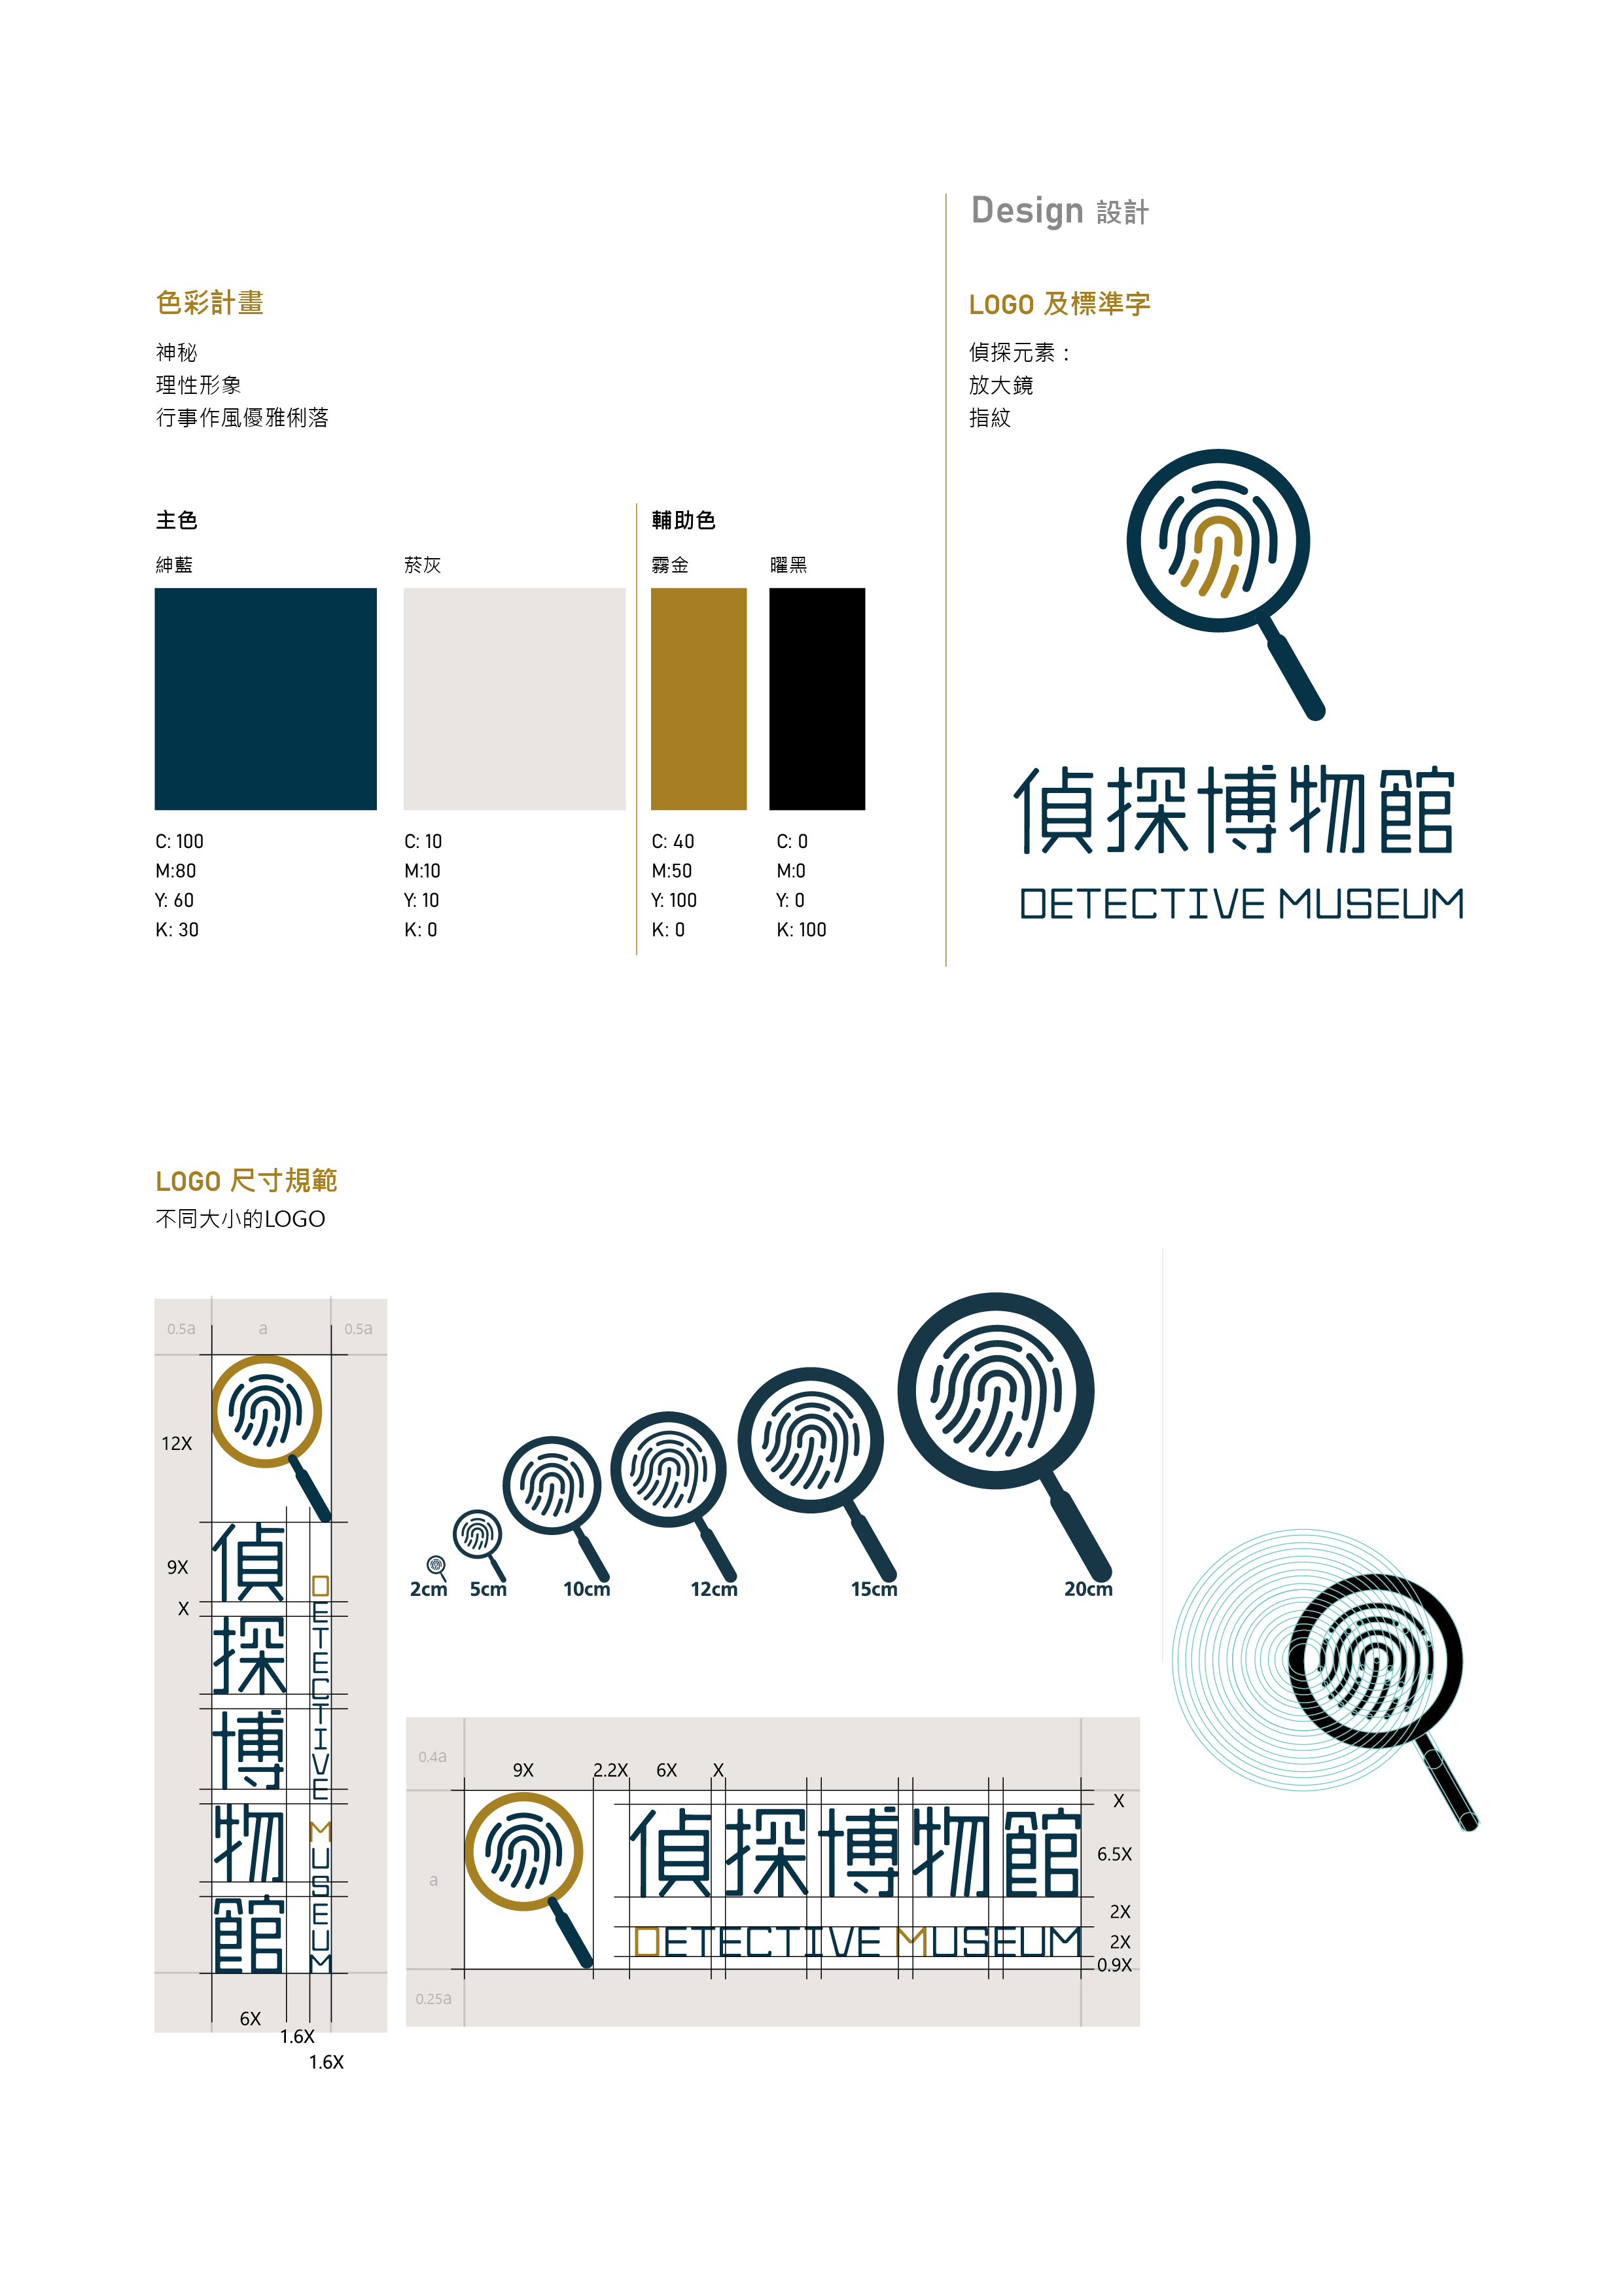 Design 設計
色彩計畫
神秘
理性形象
行事作風優雅俐落
主色
輔助色
紳藍
菸灰
霧金
曜黑
C: 100
M:80
Y: 60
K: 30
C: 10
M:10
Y: 10
K: 0
C: 40
M:50
Y: 100
K: 0
C: 0
M:0
Y: 0
K: 100
LOGO 及標準字
偵探元素：
放大鏡
指紋
偵探博物館
DETECTIVE MUSEUM
LOGO 尺寸規範
不同大小的LOGO
0.5a
a
0.5a
12X
9X
X
偵探博物館
DETECTIVE MUSEUM
6X
1.6X
1.6X
2cm
5cm
10cm
12cm
15cm
20cm
0.4a
9X
2.2X
6X
X
a
偵探博物館
DETECTIVE MUSEUM
X
6.5X
2X
2X
0.9X
0.25a